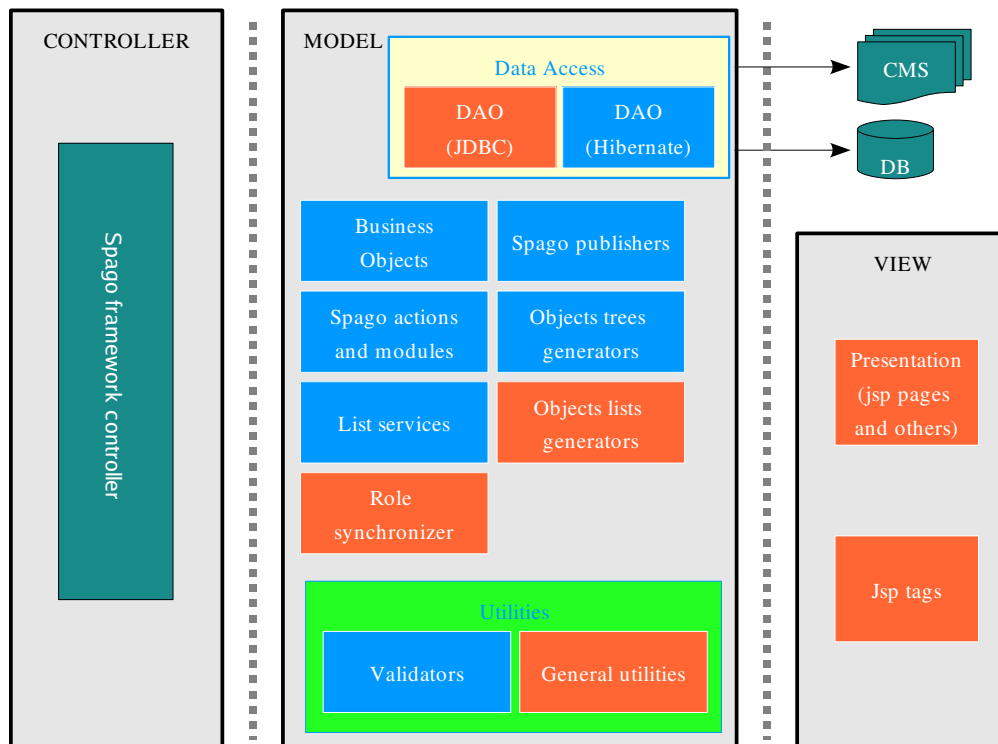 CONTROLLER
Spago framework controller
MODEL
Data Access
DAO
(JDBC)
DAO
(Hibernate)
Business
Objects
Spago publishers
Spago actions
and modules
Objects trees
generators
List services
Objects lists
generators
Role
synchronizer
Utilities
Validators
General utilities
CMS
DB
VIEW
Presentation
(jsp pages
and others)
Jsp tags